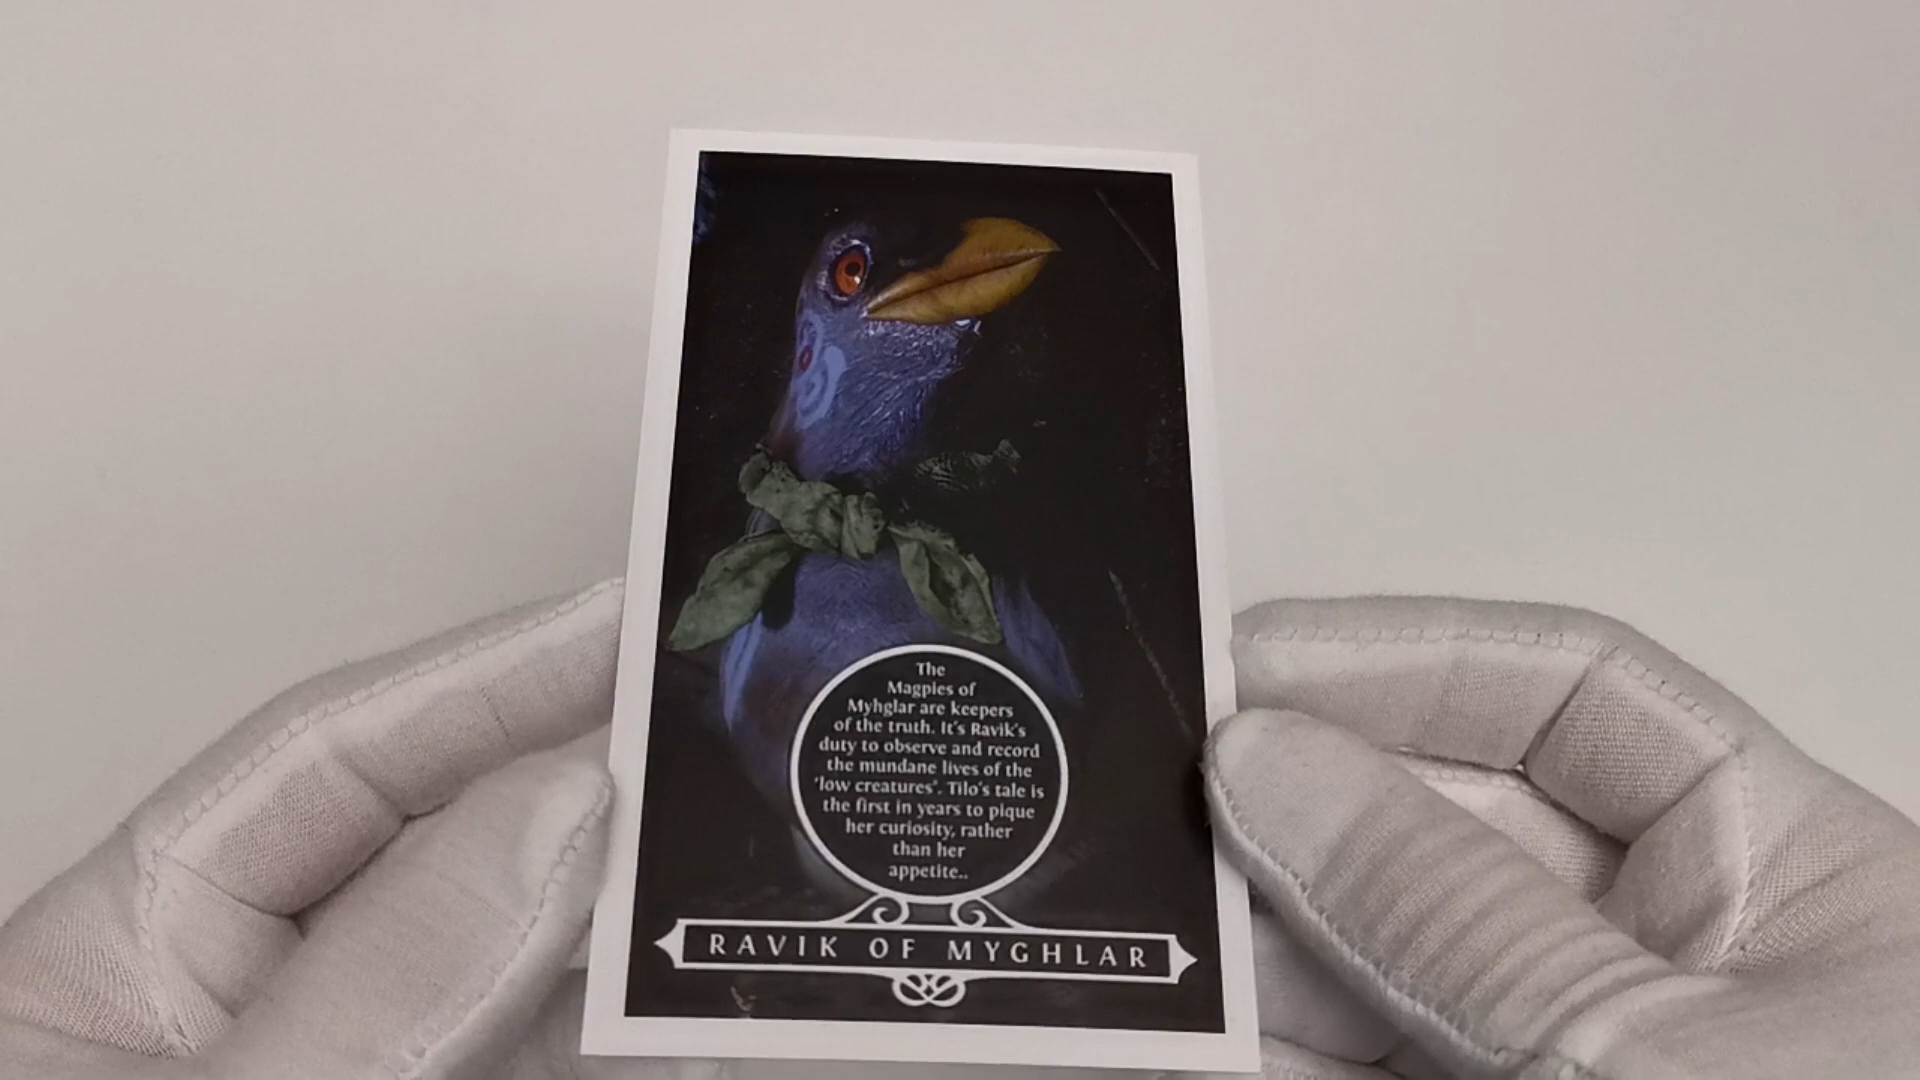 The
Magpies of
Myhglar are keepers
of the truth. It's Ravik's
duty to observe and record
the mundane lives of the
'low creatures'. Tilo's tale is
the first in years to pique
her curiosity, rather
than her
appetite..
RAVIK OF MYGHLAR